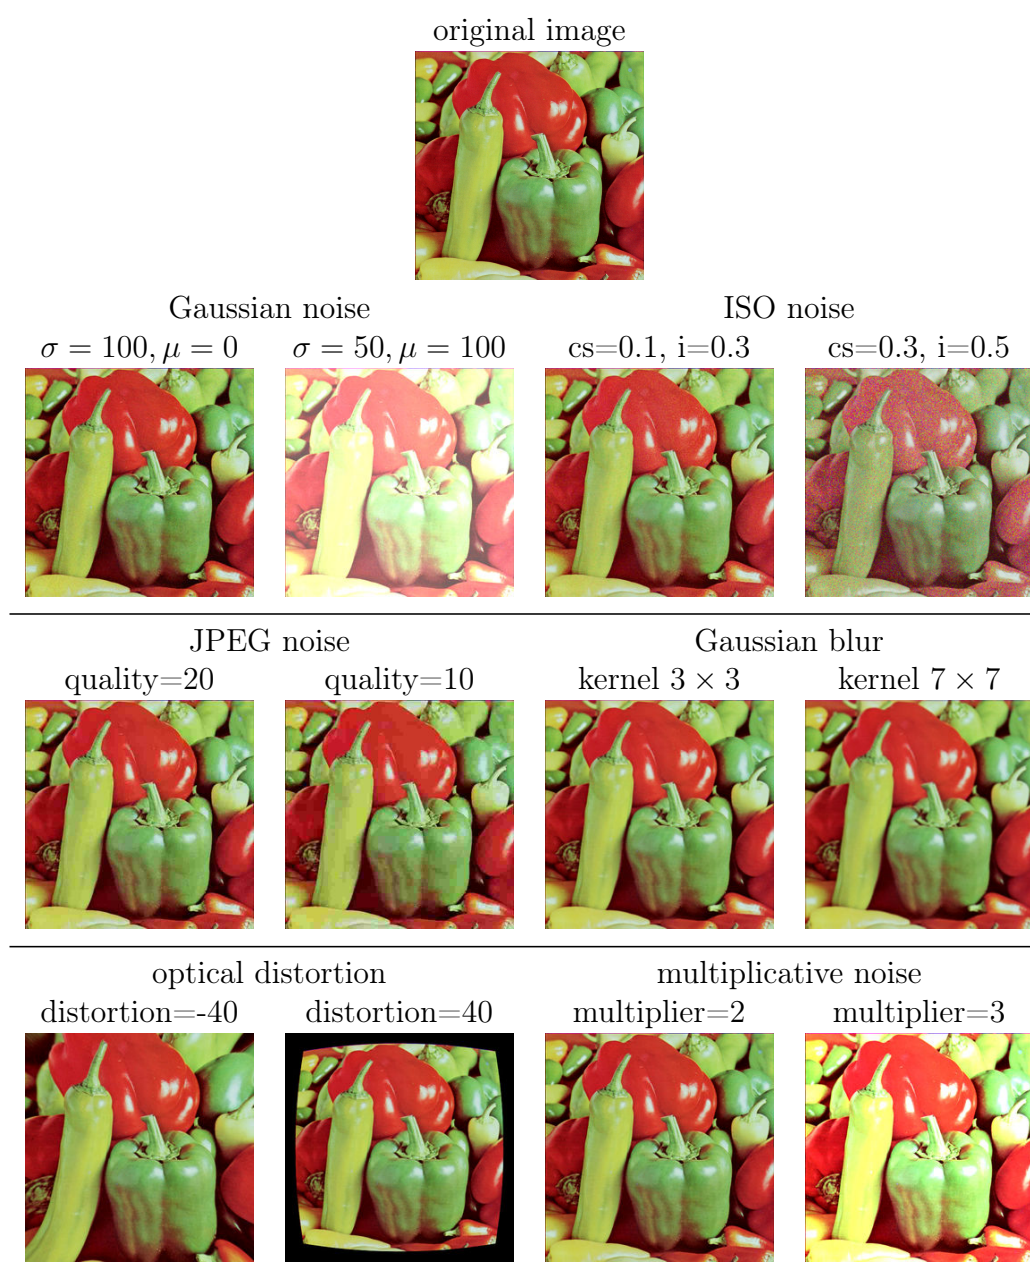 original image
Gaussian noise ISO noise
σ = 100, μ = 0 σ = 50, μ = 100 cs=0.1, i=0.3 cs=0.3, i=0.5
JPEG noise Gaussian blur
quality=20 quality=10 kernel 3 × 3 kernel 7 × 7
optical distortion multiplicative noise
distortion=-40 distortion=40 multiplier=2 multiplier=3